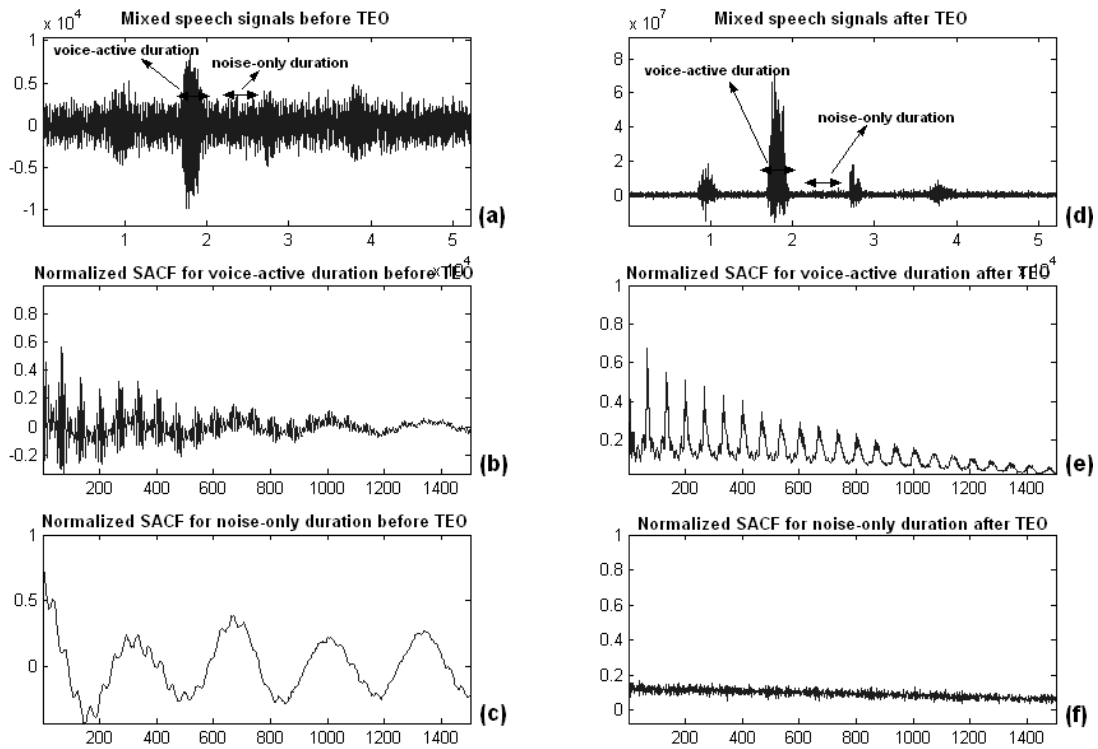 Mixed speech signals before TEO
x 10^4
voice-active duration
noise-only duration
1
0.5
0
-0.5
-1
1 2 3 4 5
x 10^4
(a)
Normalized SACF for voice-active duration before TEO
0.8
0.6
0.4
0.2
0
-0.2
200 400 600 800 1000 1200 1400
(b)
Normalized SACF for noise-only duration before TEO
1
0.5
0
200 400 600 800 1000 1200 1400
(c)
Mixed speech signals after TEO
x 10^7
voice-active duration
noise-only duration
8
6
4
2
0
1 2 3 4 5
x 10^4
(d)
Normalized SACF for voice-active duration after TEO
1
0.8
0.6
0.4
0.2
200 400 600 800 1000 1200 1400
(e)
Normalized SACF for noise-only duration after TEO
1
0.8
0.6
0.4
0.2
0
200 400 600 800 1000 1200 1400
(f)